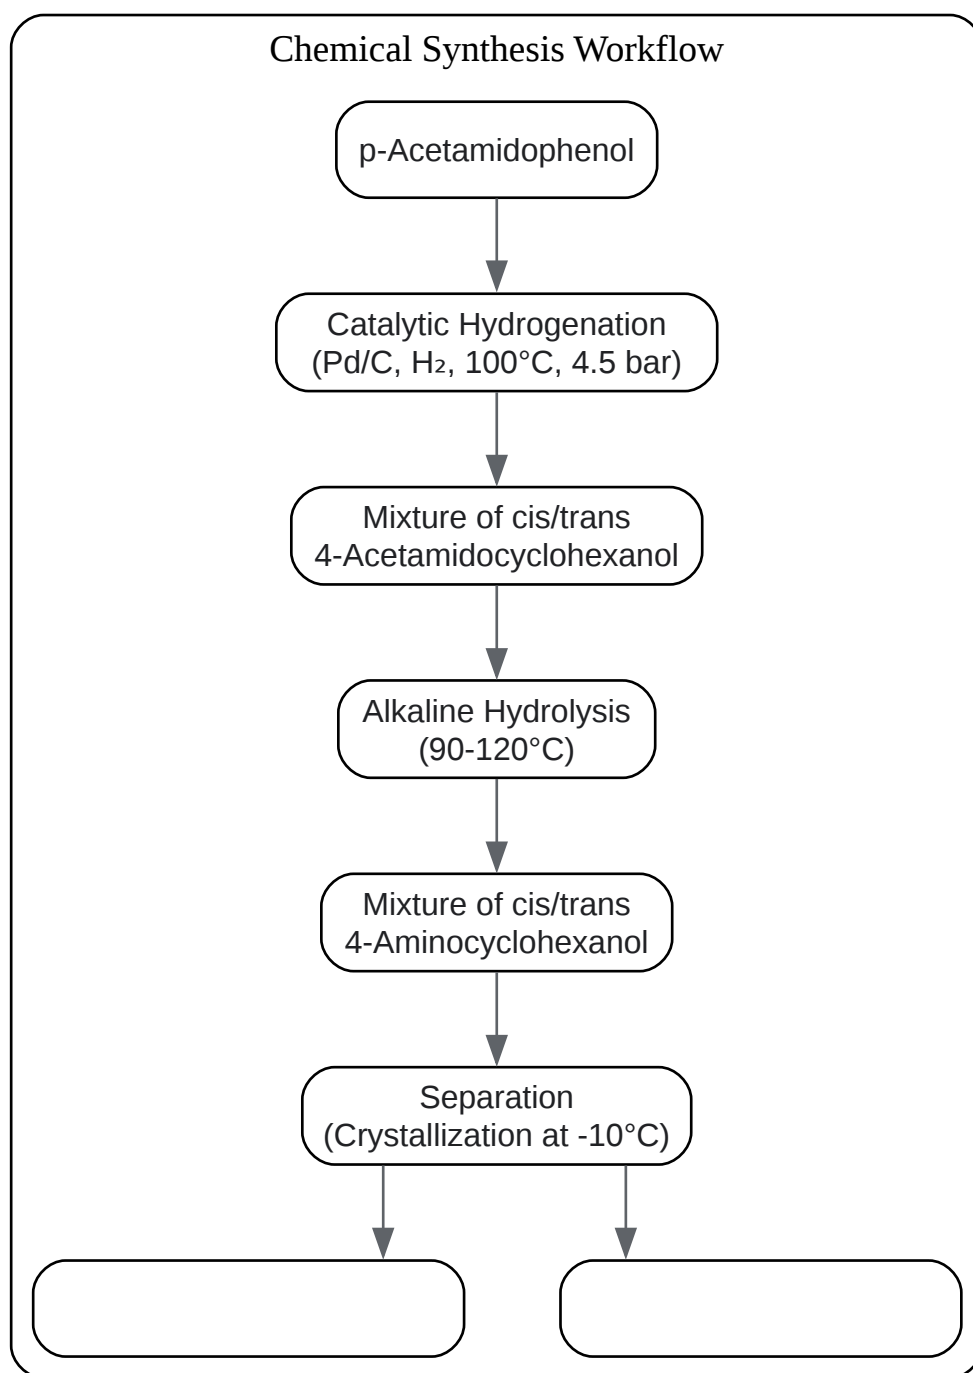 Chemical Synthesis Workflow
p-Acetamidophenol
Catalytic Hydrogenation
(Pd/C, H₂, 100°C, 4.5 bar)
Mixture of cis/trans
4-Acetamidocyclohexanol
Alkaline Hydrolysis
(90-120°C)
Mixture of cis/trans
4-Aminocyclohexanol
Separation
(Crystallization at -10°C)